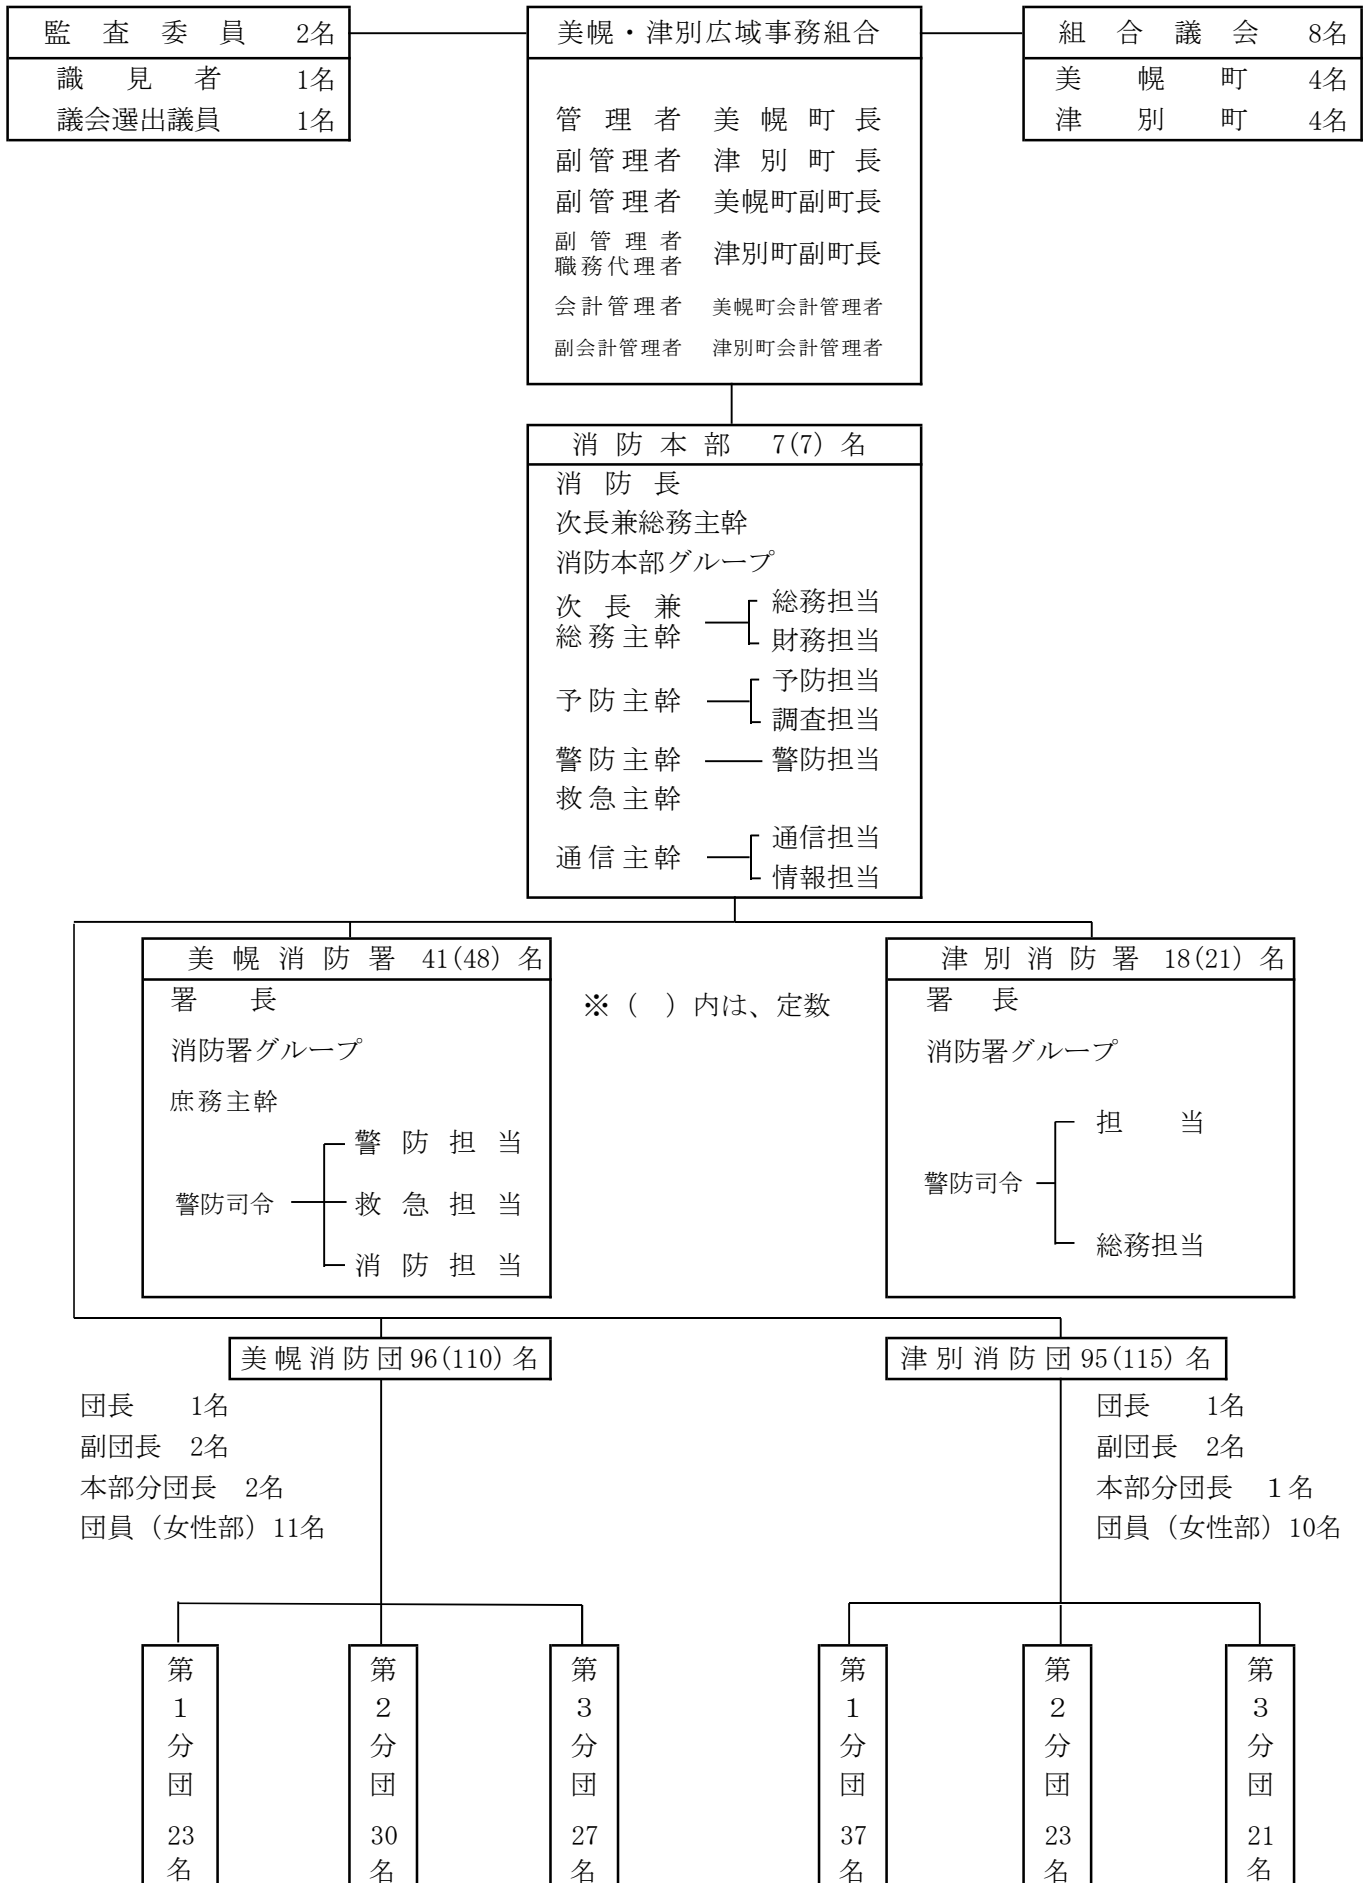 監査委員 2名
識見者 1名
議会選出議員 1名
美幌・津別広域事務組合
管理者 美幌町長
副管理者 津別町長
副管理者 美幌町副町長
副管理者
職務代理者 津別町副町長
会計管理者 美幌町会計管理者
副会計管理者 津別町会計管理者
組合議会 8名
美幌町 4名
津別町 4名
消防本部 7(7)名
消防長
次長兼総務主幹
消防本部グループ
次長兼
総務主幹
総務担当
財務担当
予防主幹
予防担当
調査担当
警防主幹 警防担当
救急主幹
通信主幹
通信担当
情報担当
美幌消防署 41(48)名
署長
消防署グループ
庶務主幹
警防司令
警防担当
救急担当
消防担当
※( )内は、定数
津別消防署 18(21)名
署長
消防署グループ
警防司令
担当
総務担当
美幌消防団96(110)名
団長 1名
副団長 2名
本部分団長 2名
団員(女性部)11名
第1分団 23名
第2分団 30名
第3分団 27名
津別消防団95(115)名
団長 1名
副団長 2名
本部分団長 1名
団員(女性部)10名
第1分団 37名
第2分団 23名
第3分団 21名